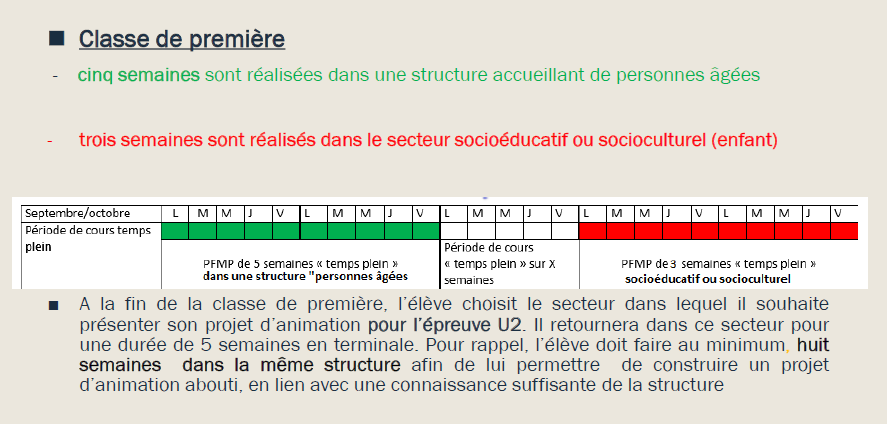 Classe de première
- cinq semaines sont réalisées dans une structure accueillant de personnes âgées
- trois semaines sont réalisés dans le secteur socioéducatif ou socioculturel (enfant)
Septembre/octobre L M M J V L M M J V L M M J V L M M J V L M M J V
Période de cours temps
plein
PFMP de 5 semaines « temps plein »
dans une structure "personnes âgées
Période de cours
« temps plein » sur X
semaines
PFMP de 3 semaines « temps plein »
socioéducatif ou socioculturel
A la fin de la classe de première, l’élève choisit le secteur dans lequel il souhaite
présenter son projet d’animation pour l’épreuve U2. Il retournera dans ce secteur pour
une durée de 5 semaines en terminale. Pour rappel, l’élève doit faire au minimum, huit
semaines dans la même structure afin de lui permettre de construire un projet
d’animation abouti, en lien avec une connaissance suffisante de la structure